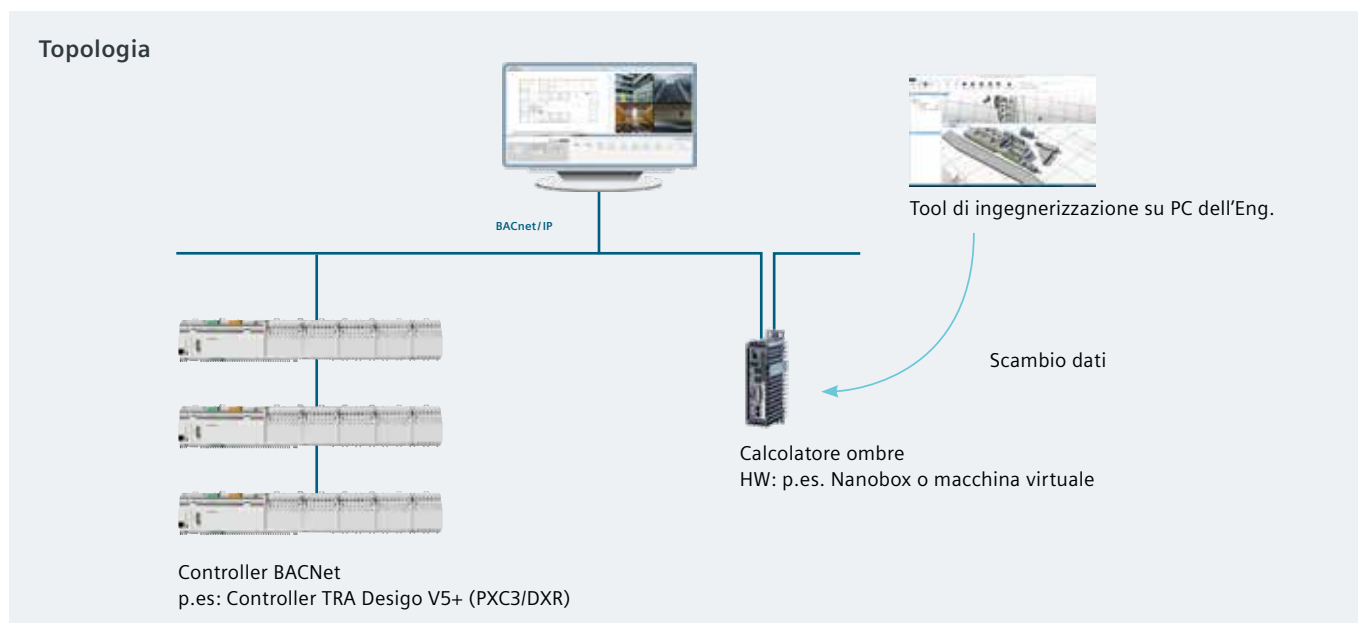 Topologia
BACnet/IP
Tool di ingegnerizzazione su PC dell’Eng.
Scambio dati
Calcolatore ombre
HW: p.es. Nanobox o macchina virtuale
Controller BACNet
p.es: Controller TRA Desigo V5+ (PXC3/DXR)